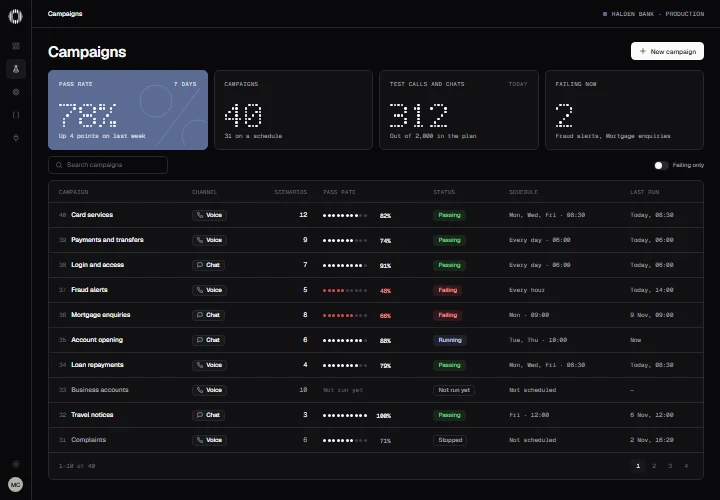 Campaigns
HALDEN BANK · PRODUCTION
Campaigns
+ New campaign
PASS RATE
7 DAYS
78%
Up 4 points on last week
CAMPAIGNS
40
31 on a schedule
TEST CALLS AND CHATS
TODAY
312
Out of 2,000 in the plan
FAILING NOW
2
Fraud alerts, Mortgage enquiries
Search campaigns
Failing only
CAMPAIGN CHANNEL SCENARIOS PASS RATE STATUS SCHEDULE LAST RUN
40 Card services Voice 12 82% Passing Mon, Wed, Fri · 08:30 Today, 08:30
39 Payments and transfers Voice 9 74% Passing Every day · 06:00 Today, 06:00
38 Login and access Chat 7 91% Passing Every day · 06:00 Today, 06:00
37 Fraud alerts Voice 5 48% Failing Every hour Today, 14:00
36 Mortgage enquiries Voice 8 66% Failing Mon · 09:00 9 Nov, 09:00
35 Account opening Chat 6 88% Running Tue, Thu · 10:00 Now
34 Loan repayments Voice 4 79% Passing Mon, Wed, Fri · 08:30 Today, 08:30
33 Business accounts Voice 10 Not run yet Not run yet Not scheduled –
32 Travel notices Chat 3 100% Passing Fri · 12:00 6 Nov, 12:00
31 Complaints Voice 6 71% Stopped Not scheduled 2 Nov, 16:20
1-10 of 40
1 2 3 4
MC